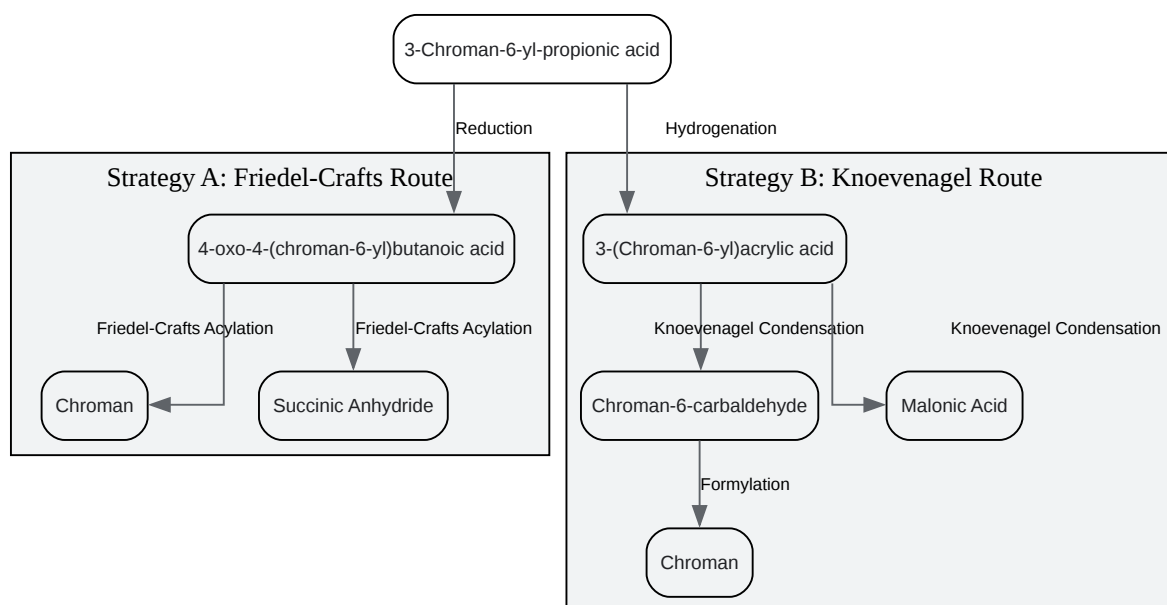 3-Chroman-6-yl-propionic acid
Reduction
Hydrogenation
Strategy A: Friedel-Crafts Route
Strategy B: Knoevenagel Route
4-oxo-4-(chroman-6-yl)butanoic acid
3-(Chroman-6-yl)acrylic acid
Friedel-Crafts Acylation
Friedel-Crafts Acylation
Knoevenagel Condensation
Knoevenagel Condensation
Chroman
Succinic Anhydride
Chroman-6-carbaldehyde
Malonic Acid
Formylation
Chroman